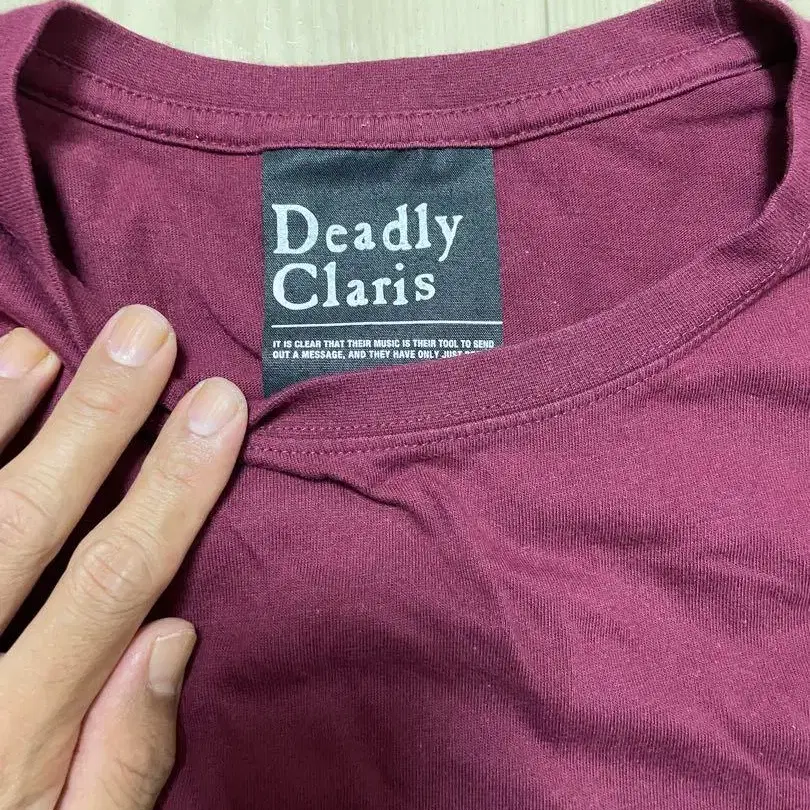 Deadly
Claris
IT IS CLEAR THAT THEIR MUSIC IS THEIR TOOL TO SEND
OUT A MESSAGE, AND THEY HAVE ONLY JUST